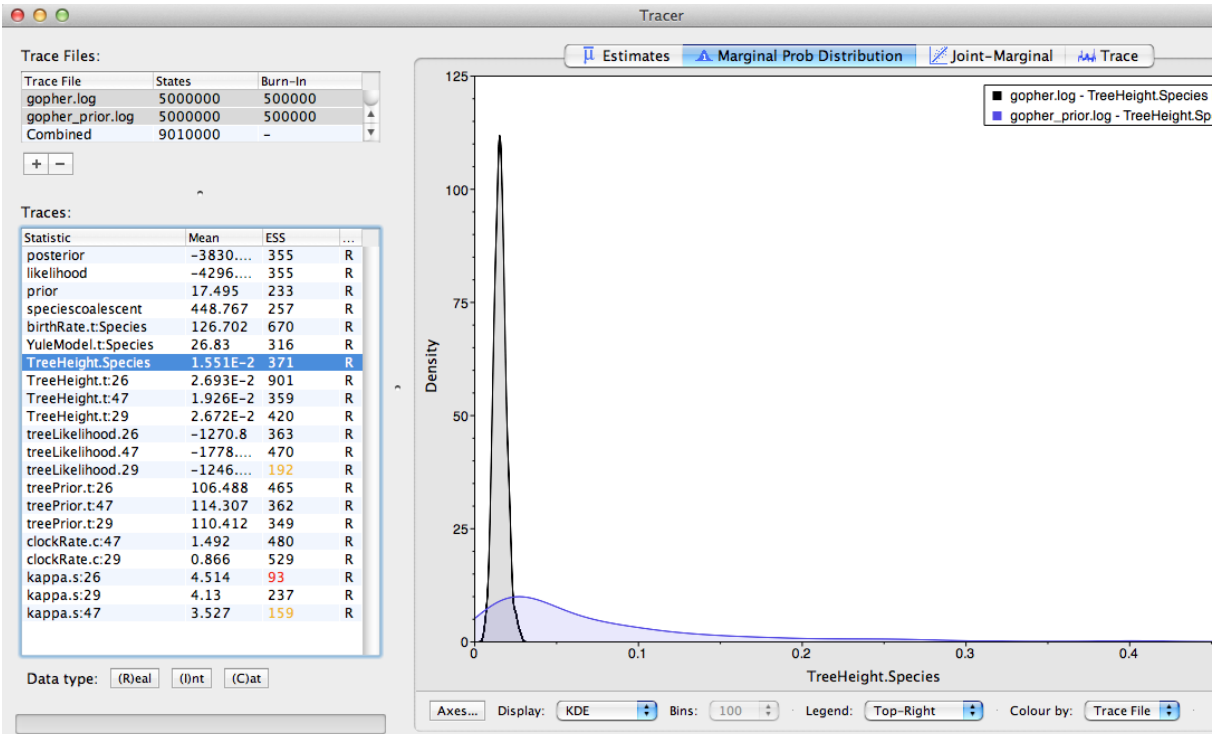 Tracer
Trace Files:
Trace File States Burn-In
gopher.log 5000000 500000
gopher_prior.log 5000000 500000
Combined 9010000 -
+ -
Traces:
Statistic Mean ESS ...
posterior -3830.... 355 R
likelihood -4296.... 355 R
prior 17.495 233 R
speciescoalescent 448.767 257 R
birthRate.t:Species 126.702 670 R
YuleModel.t:Species 26.83 316 R
TreeHeight.Species 1.551E-2 371 R
TreeHeight.t:26 2.693E-2 901 R
TreeHeight.t:47 1.926E-2 359 R
TreeHeight.t:29 2.672E-2 420 R
treeLikelihood.26 -1270.8 363 R
treeLikelihood.47 -1778.... 470 R
treeLikelihood.29 -1246.... 192 R
treePrior.t:26 106.488 465 R
treePrior.t:47 114.307 362 R
treePrior.t:29 110.412 349 R
clockRate.c:47 1.492 480 R
clockRate.c:29 0.866 529 R
kappa.s:26 4.514 93 R
kappa.s:29 4.13 237 R
kappa.s:47 3.527 159 R
Data type: (R)eal (I)nt (C)at
μ Estimates Marginal Prob Distribution Joint-Marginal Trace
gopher.log - TreeHeight.Species
gopher_prior.log - TreeHeight.Sp
125
100
75
50
25
0
Density
0 0.1 0.2 0.3 0.4
TreeHeight.Species
Axes... Display: KDE Bins: 100 Legend: Top-Right Colour by: Trace File